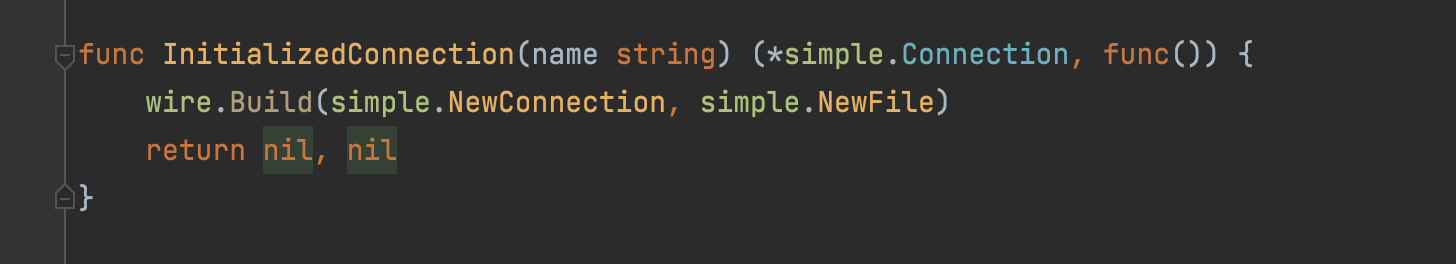 func InitializedConnection(name string) (*simple.Connection, func()) {
    wire.Build(simple.NewConnection, simple.NewFile)
    return nil, nil
}